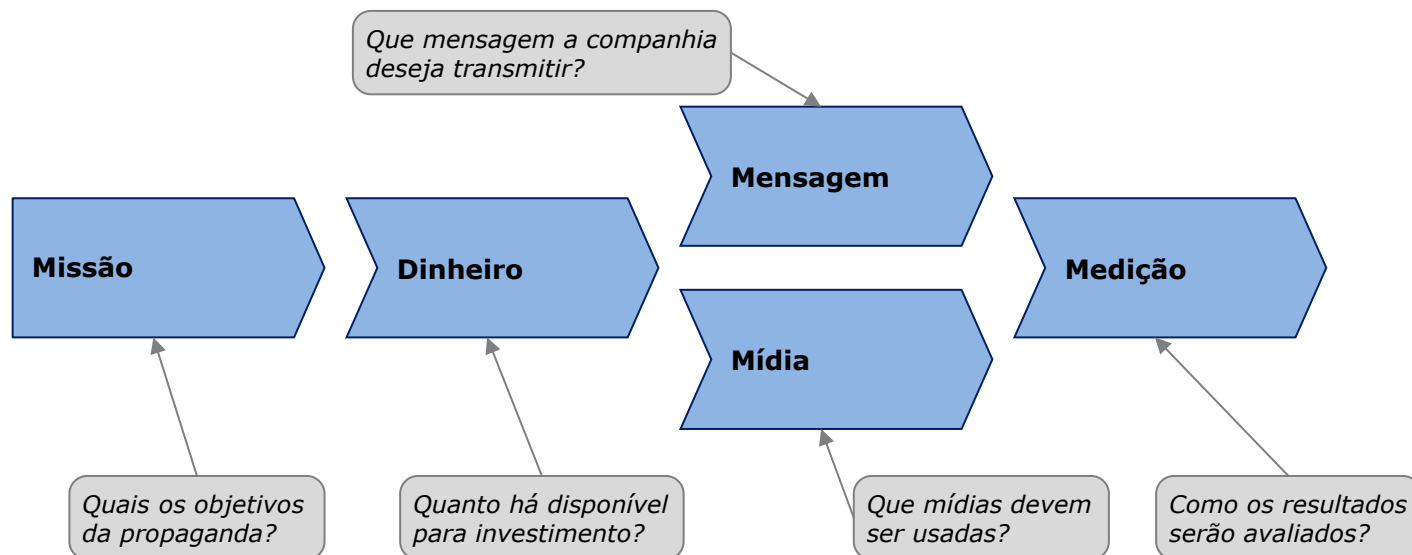 Que mensagem a companhia
deseja transmitir?
Mensagem
Missão
Dinheiro
Medição
Mídia
Quais os objetivos
da propaganda?
Quanto há disponível
para investimento?
Que mídias devem
ser usadas?
Como os resultados
serão avaliados?